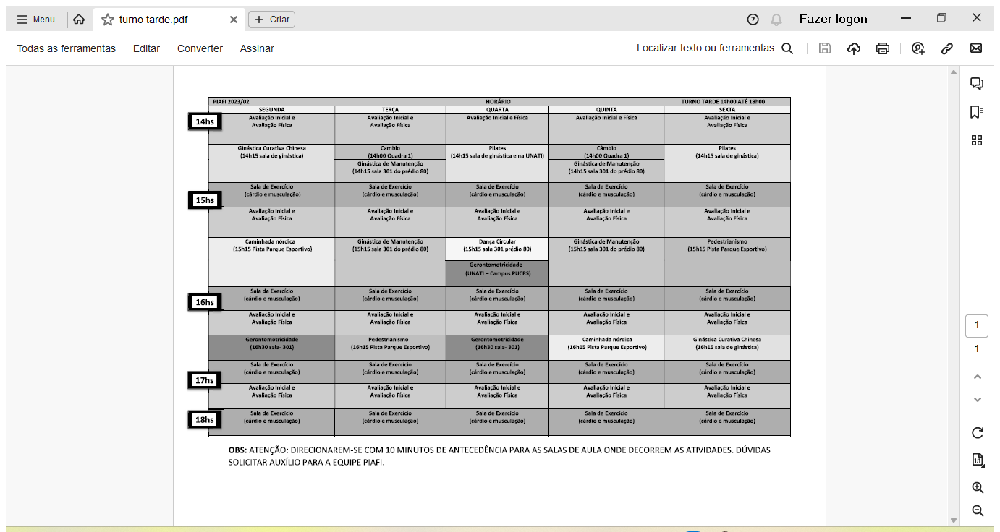 Menu
turno tarde.pdf
Criar
Fazer logon
Todas as ferramentas Editar Converter Assinar
Localizar texto ou ferramentas
PIAFI 2023/02 HORÁRIO TURNO TARDE 14h00 ATÉ 18h00
SEGUNDA TERÇA QUARTA QUINTA SEXTA
14hs
Avaliação Inicial e Avaliação Inicial e Avaliação Inicial e Física Avaliação Inicial e Física Avaliação Inicial e
Avaliação Física Avaliação Física Avaliação Física
Ginástica Curativa Chinesa Cambio Pilates Câmbio Pilates
(14h15 sala de ginástica) (14h00 Quadra 1) (14h15 sala de ginástica e na UNATI) (14h00 Quadra 1) (14h15 sala de ginástica)
Ginástica de Manutenção Ginástica de Manutenção
(14h15 sala 301 do prédio 80) (14h15 sala 301 do prédio 80)
Sala de Exercício Sala de Exercício Sala de Exercício Sala de Exercício Sala de Exercício
(cárdio e musculação) (cárdio e musculação) (cárdio e musculação) (cárdio e musculação) (cárdio e musculação)
15hs
Avaliação Inicial e Avaliação Inicial e Avaliação Inicial e Avaliação Inicial e Avaliação Inicial e
Avaliação Física Avaliação Física Avaliação Física Avaliação Física Avaliação Física
Caminhada nórdica Ginástica de Manutenção Dança Circular Ginástica de Manutenção Pedestrianismo
(15h15 Pista Parque Esportivo) (15h15 sala 301 do prédio 80) (15h15 sala 301 prédio 80) (15h15 sala 301 do prédio 80) (15h15 Pista Parque Esportivo)
Gerontomotricidade
(UNATI – Campus PUCRS)
Sala de Exercício Sala de Exercício Sala de Exercício Sala de Exercício Sala de Exercício
(cárdio e musculação) (cárdio e musculação) (cárdio e musculação) (cárdio e musculação) (cárdio e musculação)
16hs
Avaliação Inicial e Avaliação Inicial e Avaliação Inicial e Avaliação Inicial e Avaliação Inicial e
Avaliação Física Avaliação Física Avaliação Física Avaliação Física Avaliação Física
Gerontomotricidade Pedestrianismo Gerontomotricidade Caminhada nórdica Ginástica Curativa Chinesa
(16h30 sala- 301) (16h15 Pista Parque Esportivo) (16h30 sala- 301) (16h15 Pista Parque Esportivo) (16h15 sala de ginástica)
Sala de Exercício Sala de Exercício Sala de Exercício Sala de Exercício Sala de Exercício
(cárdio e musculação) (cárdio e musculação) (cárdio e musculação) (cárdio e musculação) (cárdio e musculação)
17hs
Avaliação Inicial e Avaliação Inicial e Avaliação Inicial e Avaliação Inicial e Avaliação Inicial e
Avaliação Física Avaliação Física Avaliação Física Avaliação Física Avaliação Física
18hs
Sala de Exercício Sala de Exercício Sala de Exercício Sala de Exercício Sala de Exercício
(cárdio e musculação) (cárdio e musculação) (cárdio e musculação) (cárdio e musculação) (cárdio e musculação)
OBS: ATENÇÃO: DIRECIONAREM-SE COM 10 MINUTOS DE ANTECEDÊNCIA PARA AS SALAS DE AULA ONDE DECORREM AS ATIVIDADES. DÚVIDAS
SOLICITAR AUXÍLIO PARA A EQUIPE PIAFI.
1
1
1:1